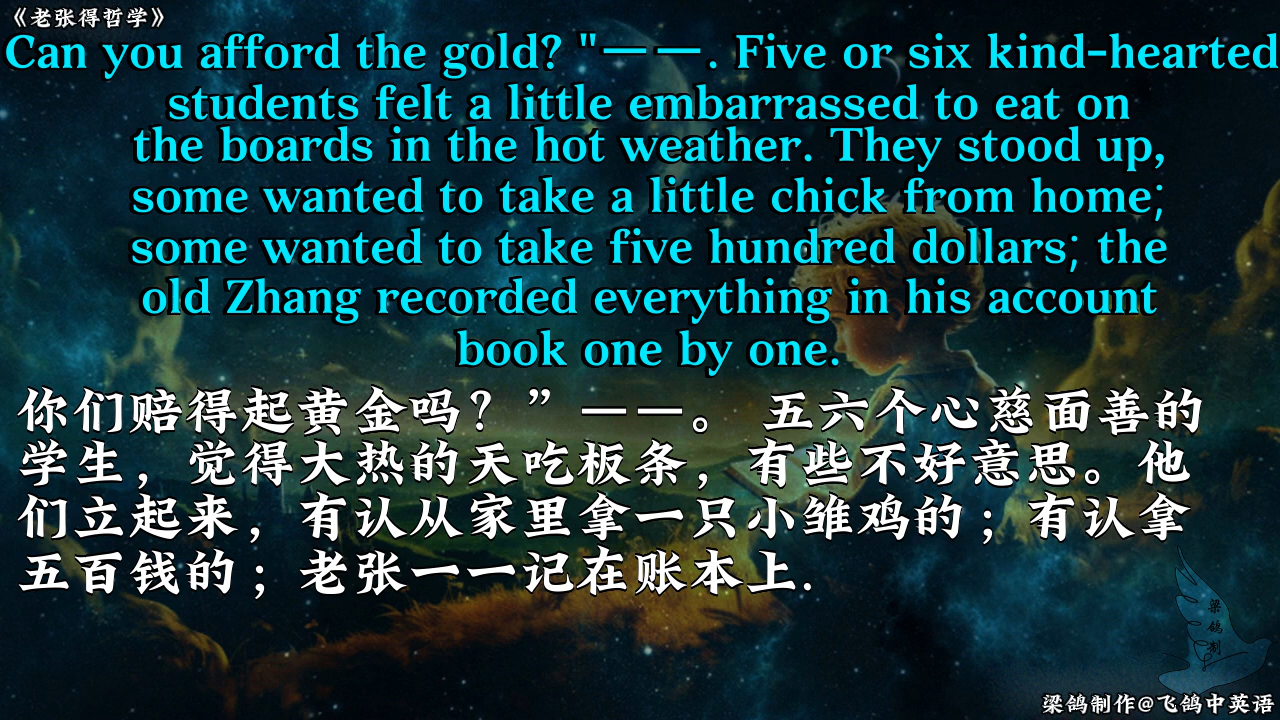 《老张得哲学》
Can you afford the gold? "一一. Five or six kind-hearted
students felt a little embarrassed to eat on
the boards in the hot weather. They stood up,
some wanted to take a little chick from home;
some wanted to take five hundred dollars; the
old Zhang recorded everything in his account
book one by one.
你们赔得起黄金吗？”一一。 五六个心慈面善的
学生，觉得大热的天吃板条，有些不好意思。他
们立起来，有认从家里拿一只小雏鸡的；有认拿
五百钱的；老张一一记在账本上.
梁
鸽
制
梁鸽制作@飞鸽中英语